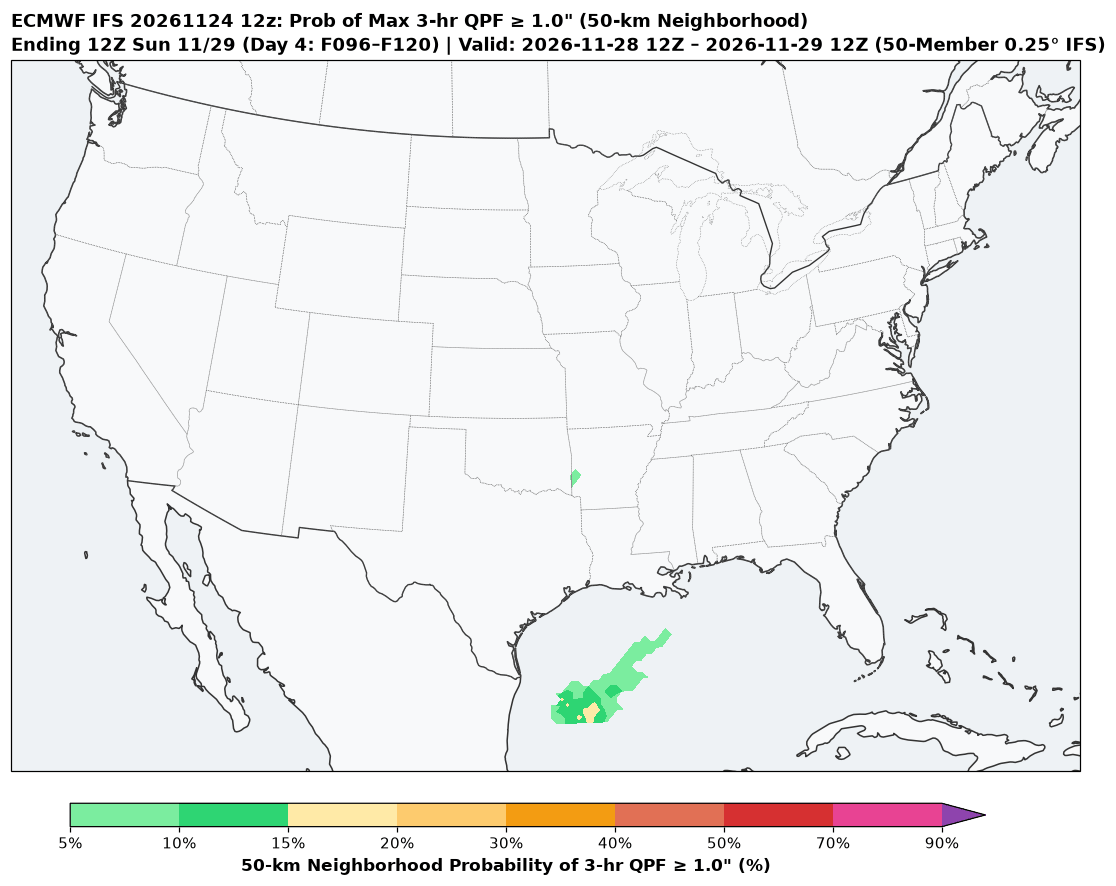 ECMWF IFS 20261124 12z: Prob of Max 3-hr QPF ≥ 1.0" (50-km Neighborhood)
Ending 12Z Sun 11/29 (Day 4: F096–F120) | Valid: 2026-11-28 12Z – 2026-11-29 12Z (50-Member 0.25° IFS)
5% 10% 15% 20% 30% 40% 50% 70% 90%
50-km Neighborhood Probability of 3-hr QPF ≥ 1.0" (%)